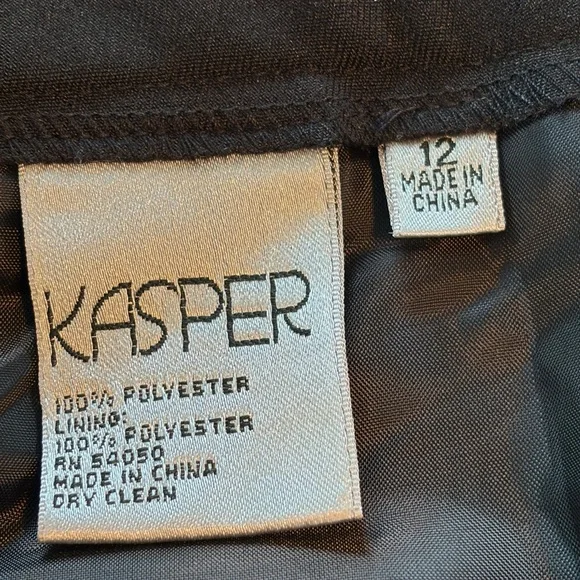 KASPER
100% POLYESTER
LINING:
100% POLYESTER
RN 54050
MADE IN CHINA
DRY CLEAN
12
MADE IN
CHINA